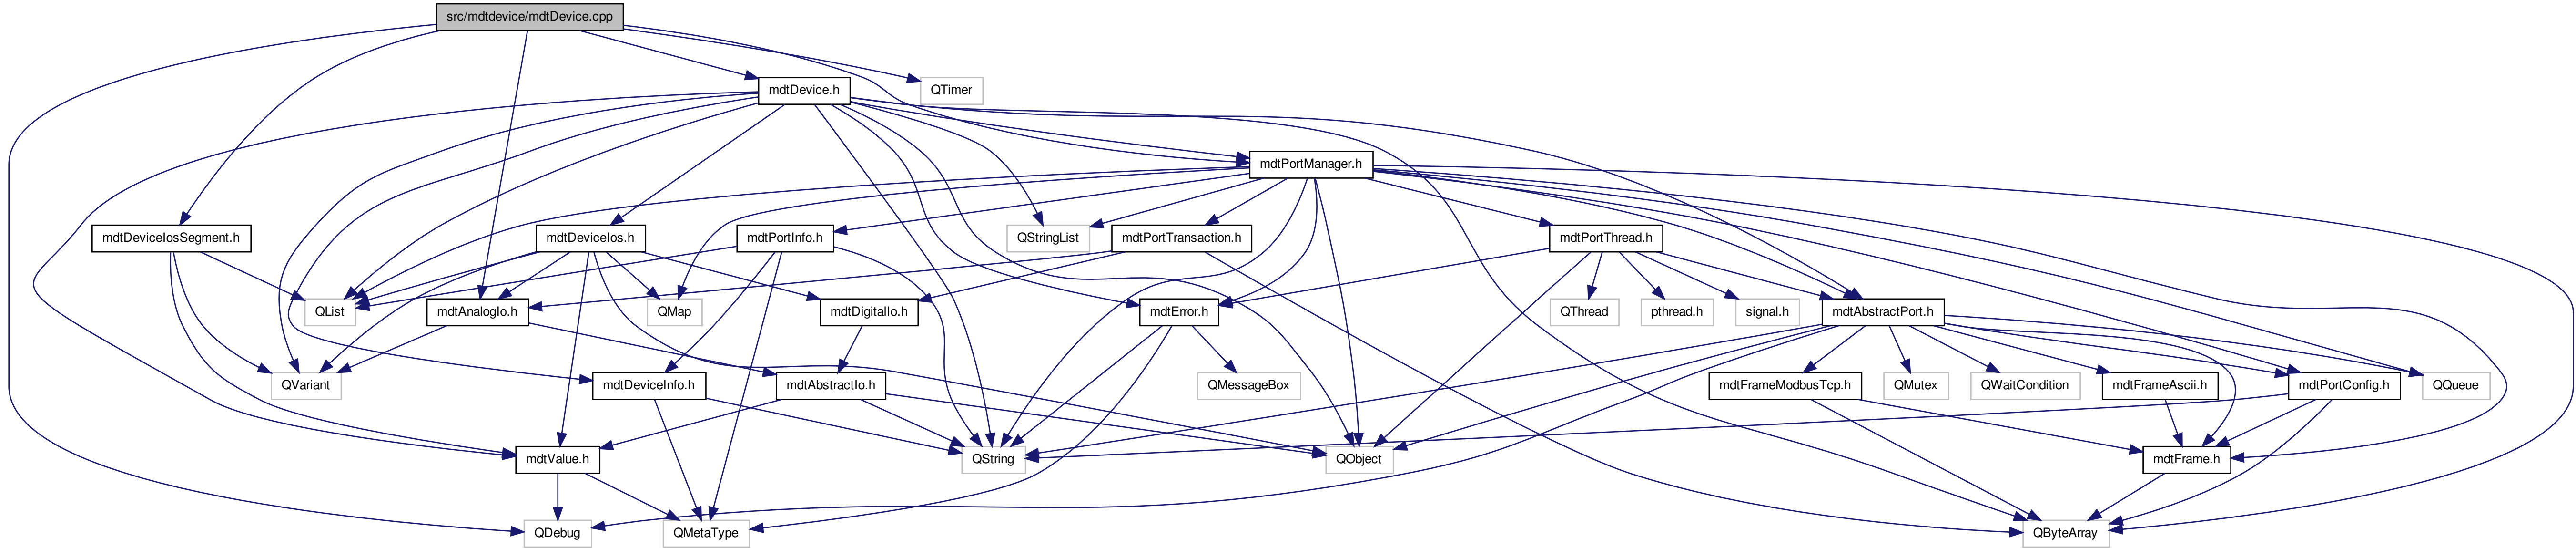 src/mdtdevice/mdtDevice.cpp
mdtDevice.h
QTimer
mdtPortManager.h
mdtDeviceIosSegment.h
mdtDeviceIos.h
mdtPortInfo.h
QStringList
mdtPortTransaction.h
mdtPortThread.h
QList
mdtAnalogIo.h
QMap
mdtDigitalIo.h
mdtError.h
QThread
pthread.h
signal.h
mdtAbstractPort.h
QVariant
mdtDeviceInfo.h
mdtAbstractIo.h
QMessageBox
mdtFrameModbusTcp.h
QMutex
QWaitCondition
mdtFrameAscii.h
mdtPortConfig.h
QQueue
mdtValue.h
QString
QObject
mdtFrame.h
QDebug
QMetaType
QByteArray